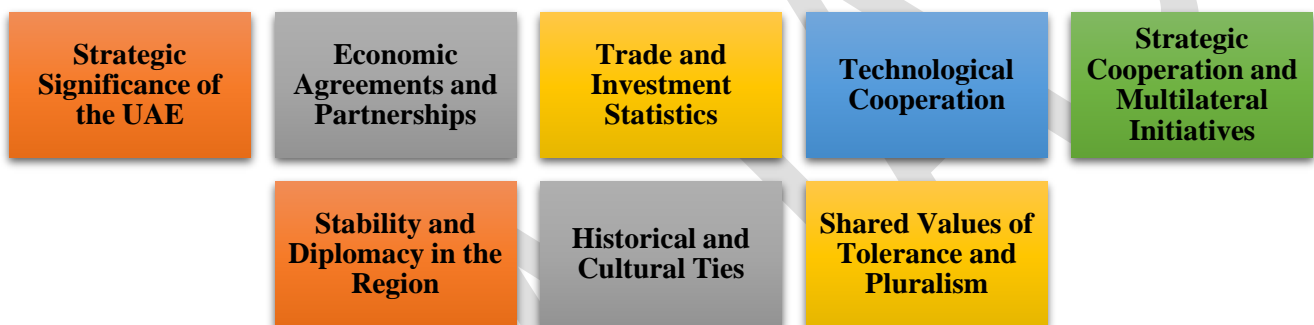 Strategic
Significance of
the UAE
Economic
Agreements and
Partnerships
Trade and
Investment
Statistics
Technological
Cooperation
Strategic
Cooperation and
Multilateral
Initiatives
Stability and
Diplomacy in the
Region
Historical and
Cultural Ties
Shared Values of
Tolerance and
Pluralism